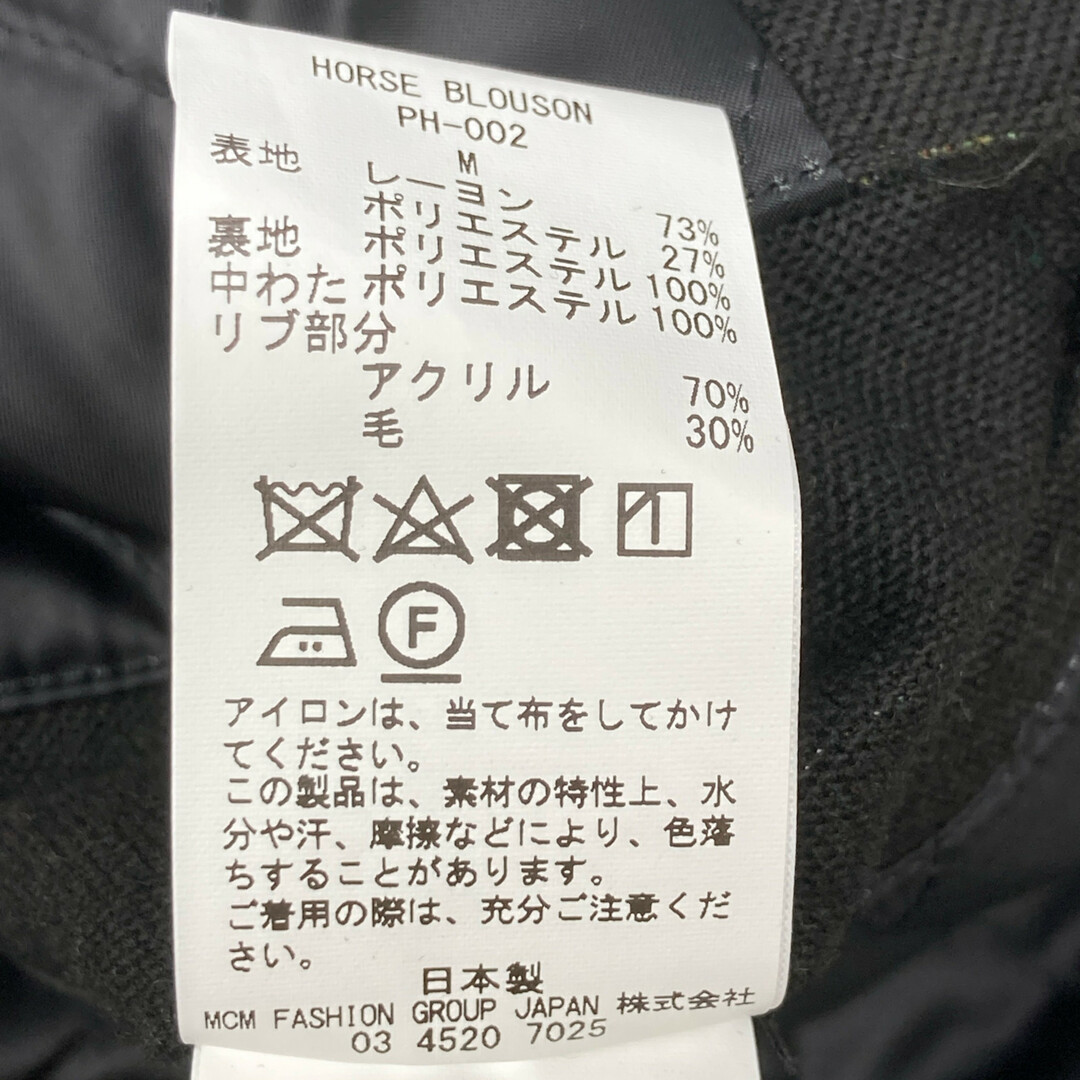 HORSE BLOUSON
PH-002
M
表地 レーヨン 73%
ポリエステル 27%
裏地 ポリエステル 100%
中わた ポリエステル 100%
リブ部分
アクリル 70%
毛 30%
F
アイロンは、当て布をしてかけ
てください。
この製品は、素材の特性上、水
分や汗、摩擦などにより、色落
ちすることがあります。
ご着用の際は、充分ご注意くだ
さい。
日本製
MCM FASHION GROUP JAPAN 株式会社
03 4520 7025